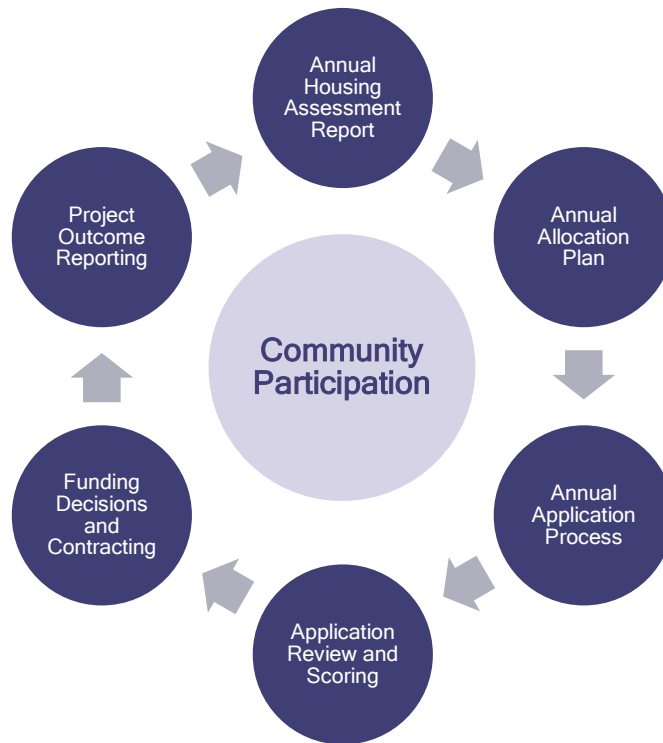 Annual
Housing
Assessment
Report
Annual
Allocation
Plan
Annual
Application
Process
Application
Review and
Scoring
Funding
Decisions
and
Contracting
Project
Outcome
Reporting
Community
Participation